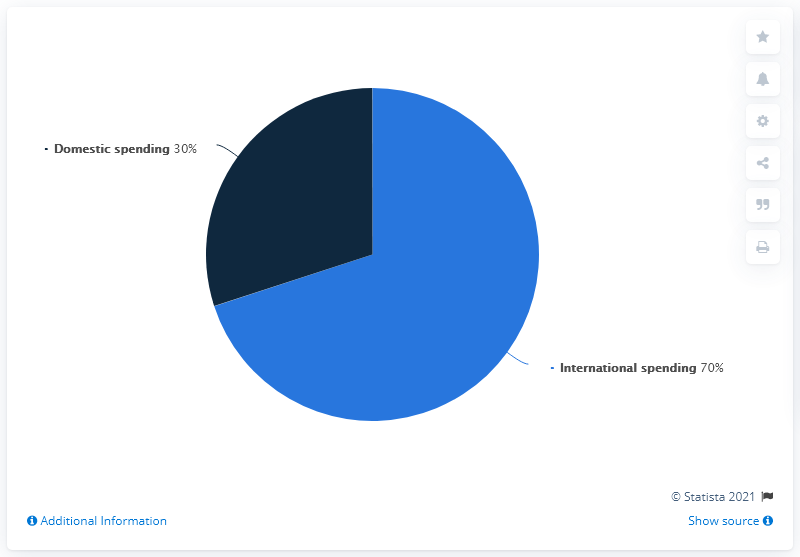 Domestic spending 30%
International spending 70%
© Statista 2021
Additional Information
Show source